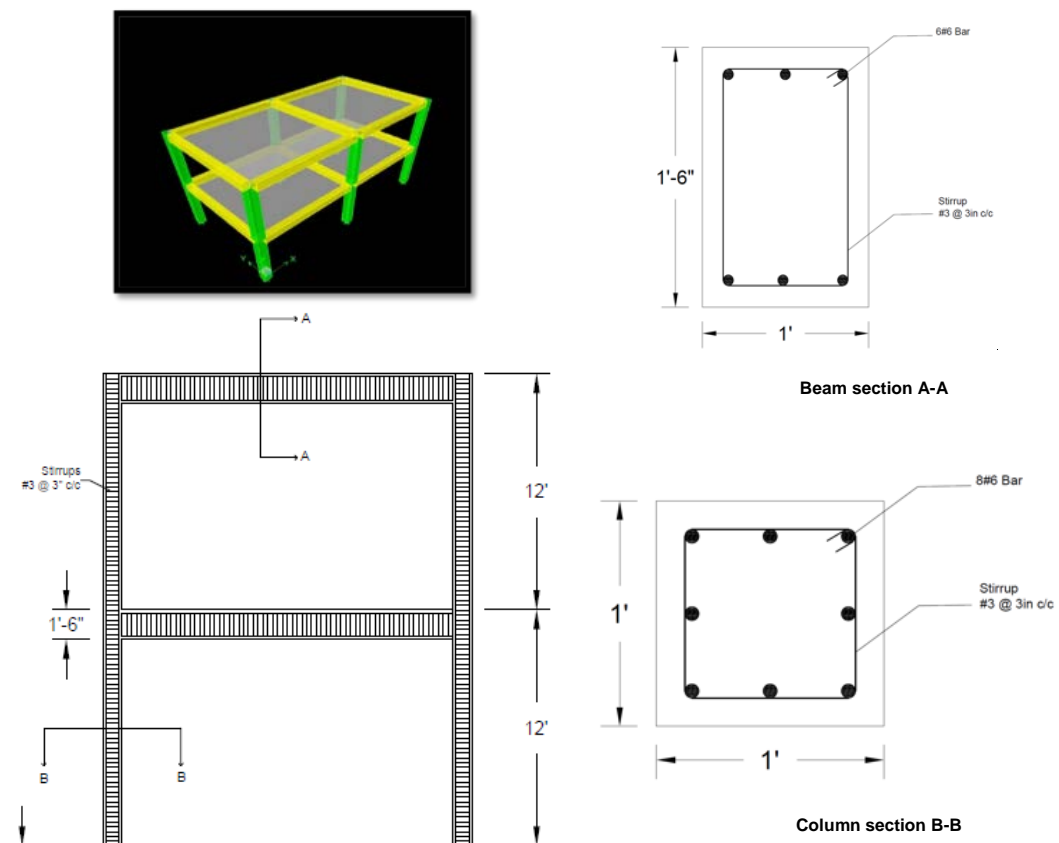 6#6 Bar
1'-6"
Stirrup
#3 @ 3in c/c
1'
Beam section A-A
Y
X
A
A
Stirrups
#3 @ 3" c/c
12'
1'-6"
12'
B
B
8#6 Bar
1'
Stirrup
#3 @ 3in c/c
1'
Column section B-B